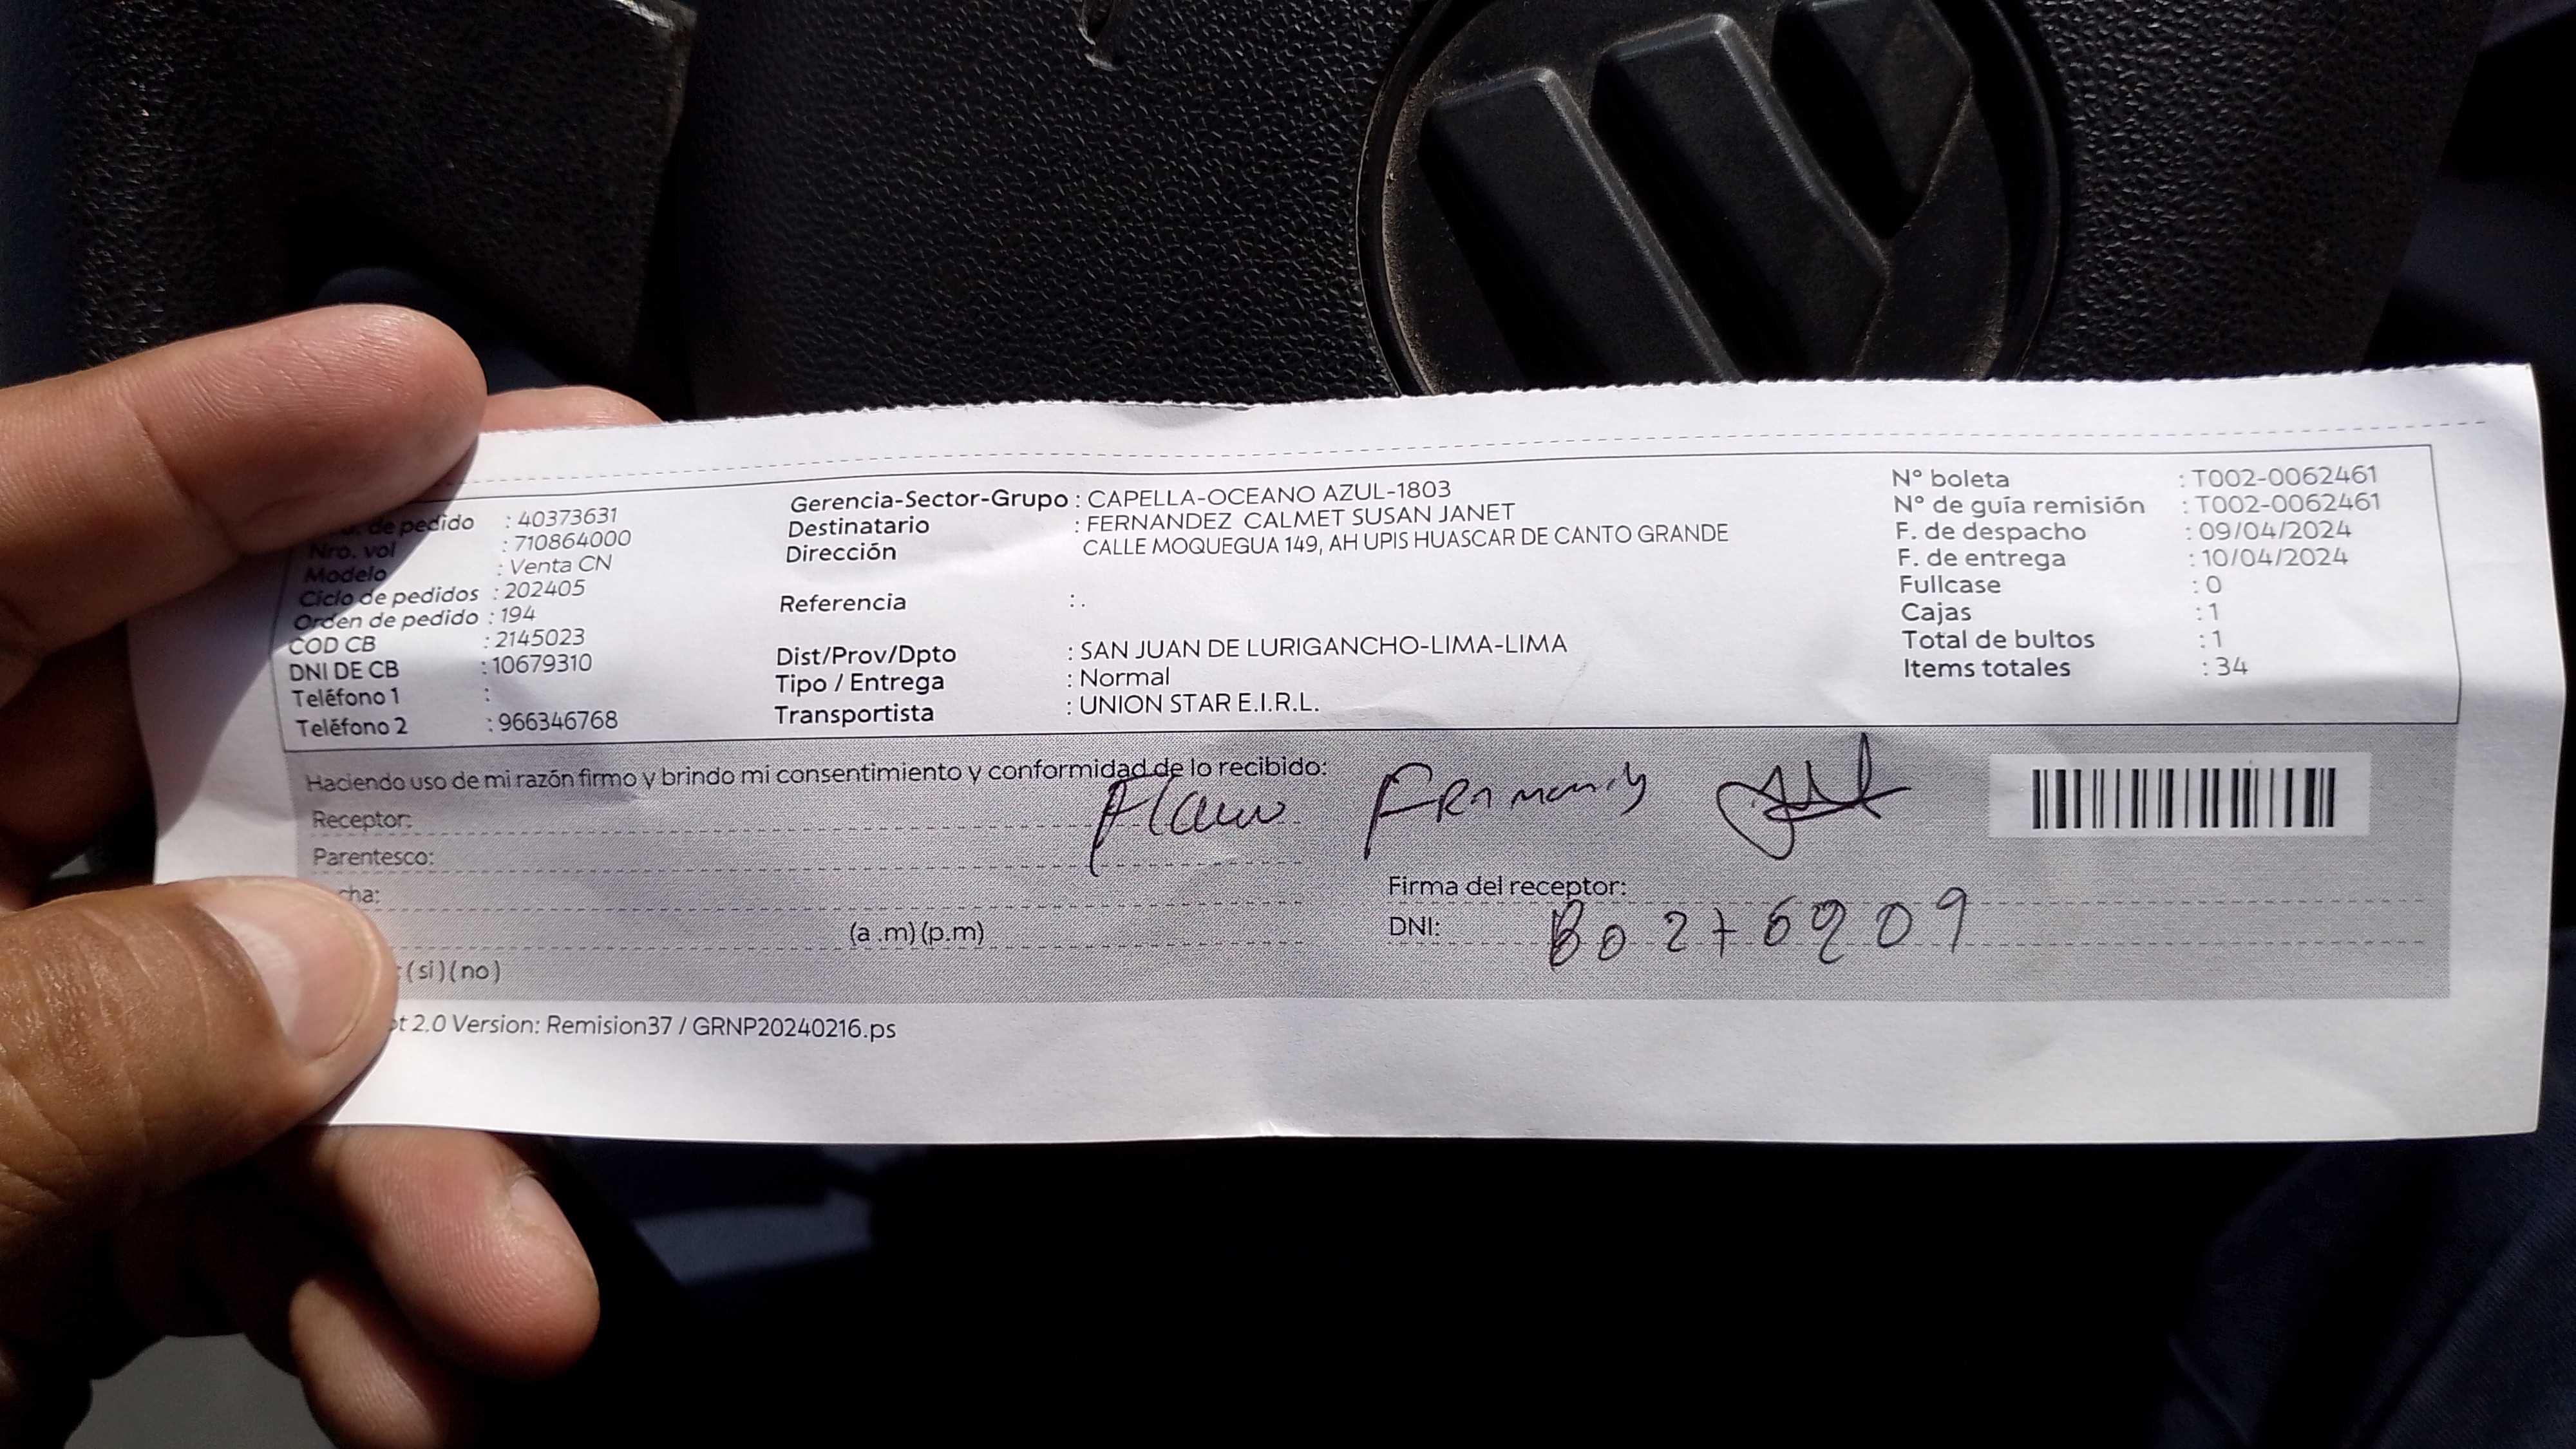 de pedido : 40373631
Nro. vol : 710864000
Modelo : Venta CN
Ciclo de pedidos : 202405
Orden de pedido : 194
COD CB : 2145023
DNI DE CB : 10679310
Teléfono 1 :
Teléfono 2 : 966346768
Gerencia-Sector-Grupo : CAPELLA-OCEANO AZUL-1803
Destinatario : FERNANDEZ CALMET SUSAN JANET
Dirección CALLE MOQUEGUA 149, AH UPIS HUASCAR DE CANTO GRANDE
Referencia : .
Dist/Prov/Dpto : SAN JUAN DE LURIGANCHO-LIMA-LIMA
Tipo / Entrega : Normal
Transportista : UNION STAR E.I.R.L.
N° boleta : T002-0062461
N° de guía remisión : T002-0062461
F. de despacho : 09/04/2024
F. de entrega : 10/04/2024
Fullcase : 0
Cajas : 1
Total de bultos : 1
Items totales : 34
Haciendo uso de mi razón firmo y brindo mi consentimiento y conformidad de lo recibido:
Receptor:
Parentesco:
Firma del receptor:
(a .m) (p.m)
DNI:
: (si) (no)
2.0 Version: Remision37 / GRNP20240216.ps